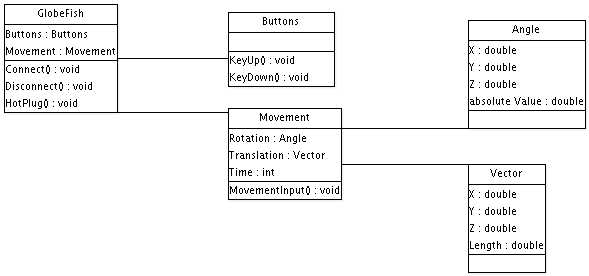 GlobeFish
Buttons : Buttons
Movement : Movement
Connect() : void
Disconnect() : void
HotPlug() : void
Buttons
KeyUp() : void
KeyDown() : void
Movement
Rotation : Angle
Translation : Vector
Time : int
MovementInput() : void
Angle
X : double
Y : double
Z : double
absolute Value : double
Vector
X : double
Y : double
Z : double
Length : double